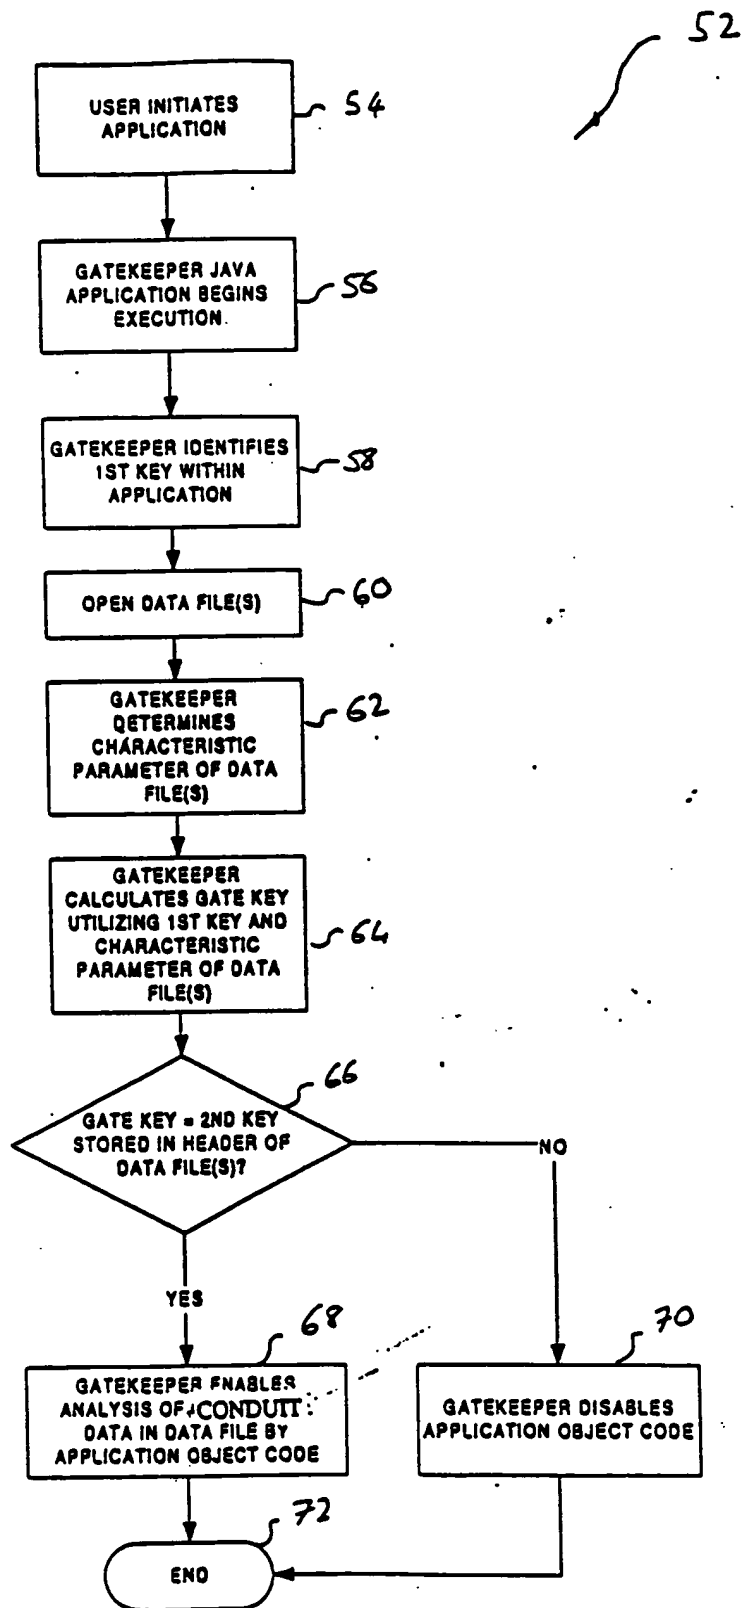 52
USER INITIATES
APPLICATION
54
GATEKEEPER JAVA
APPLICATION BEGINS
EXECUTION.
56
GATEKEEPER IDENTIFIES
1ST KEY WITHIN
APPLICATION
58
OPEN DATA FILE(S)
60
GATEKEEPER
DETERMINES
CHARACTERISTIC
PARAMETER OF DATA
FILE(S)
62
GATEKEEPER
CALCULATES GATE KEY
UTILIZING 1ST KEY AND
CHARACTERISTIC
PARAMETER OF DATA
FILE(S)
64
66
GATE KEY = 2ND KEY
STORED IN HEADER OF
DATA FILE(S)?
NO
YES
68
GATEKEEPER ENABLES
ANALYSIS OF CONDUIT
DATA IN DATA FILE BY
APPLICATION OBJECT CODE
70
GATEKEEPER DISABLES
APPLICATION OBJECT CODE
72
END